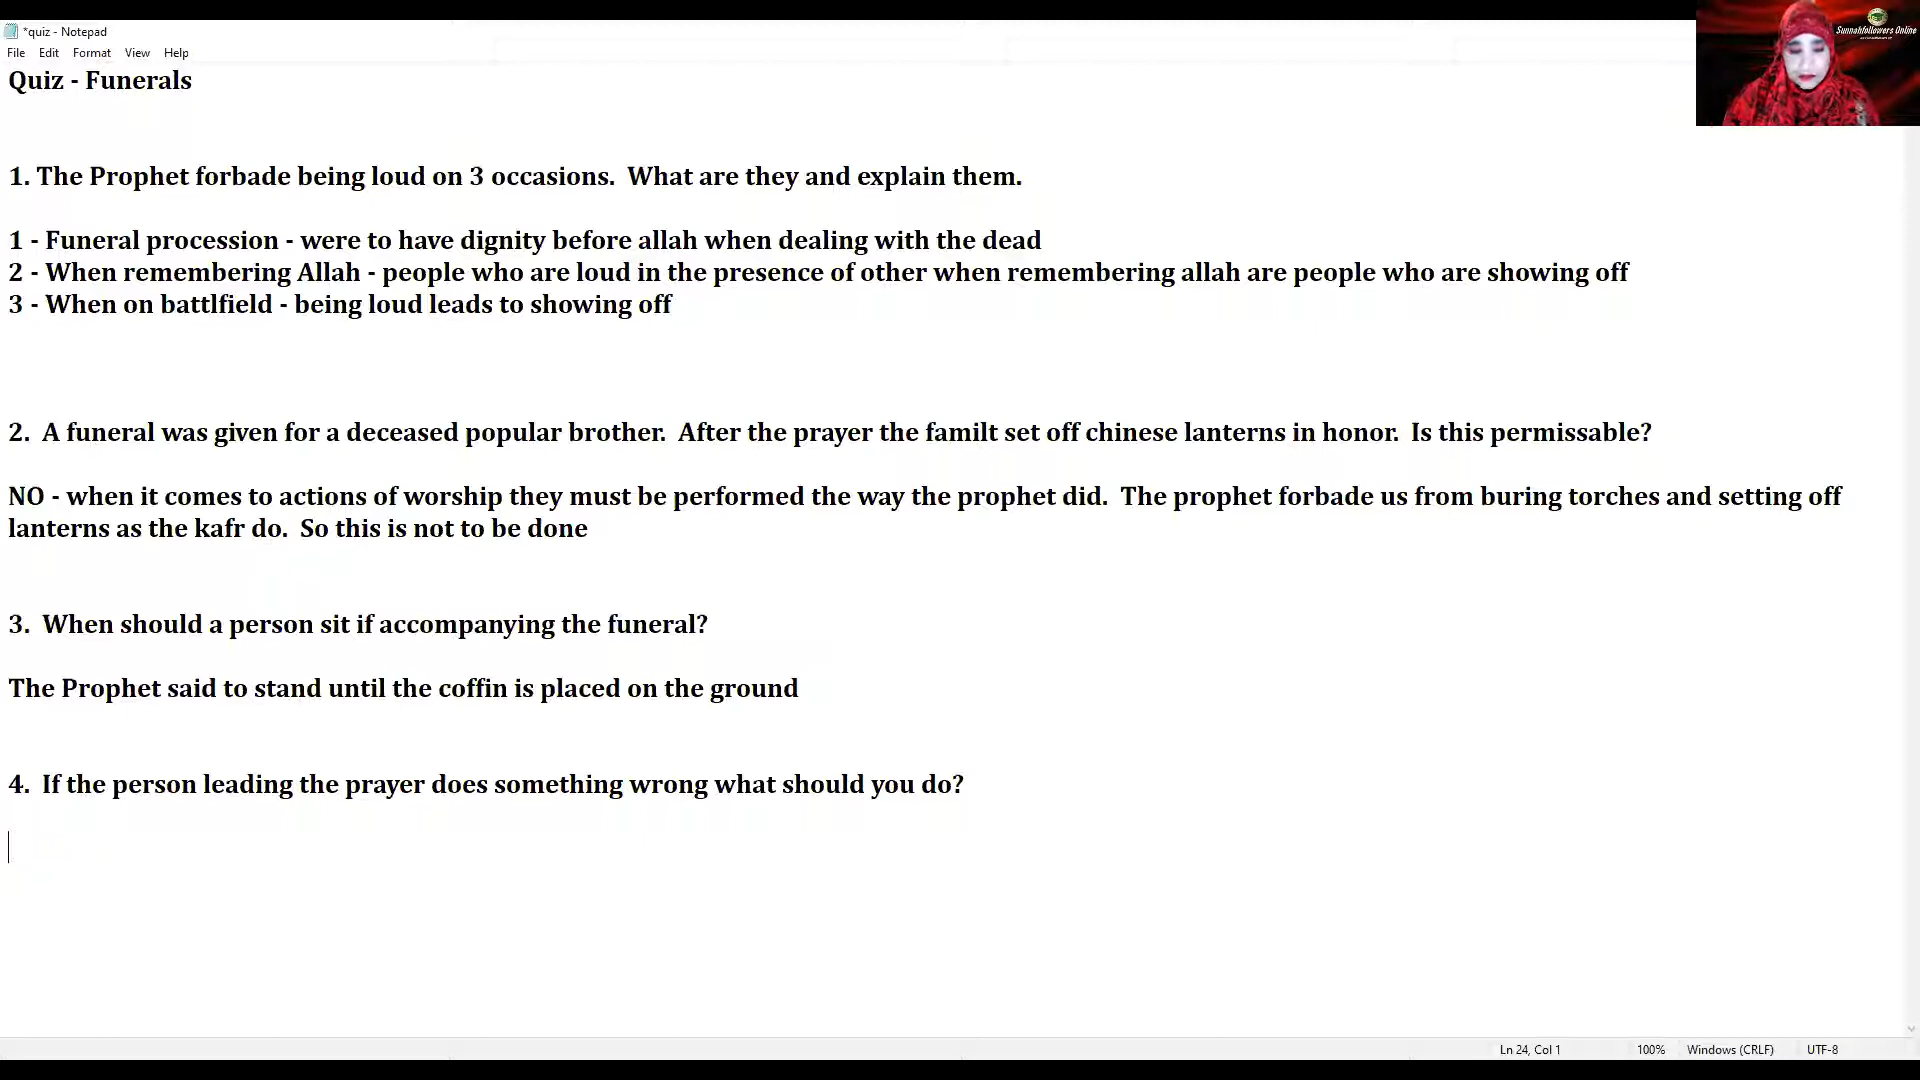 *quiz - Notepad
File Edit Format View Help
Sunnahfollowers Online
Quiz - Funerals
1. The Prophet forbade being loud on 3 occasions.  What are they and explain them.
1 - Funeral procession - were to have dignity before allah when dealing with the dead
2 - When remembering Allah - people who are loud in the presence of other when remembering allah are people who are showing off
3 - When on battlfield - being loud leads to showing off
2.  A funeral was given for a deceased popular brother.  After the prayer the familt set off chinese lanterns in honor.  Is this permissable?
NO - when it comes to actions of worship they must be performed the way the prophet did.  The prophet forbade us from buring torches and setting off
lanterns as the kafr do.  So this is not to be done
3.  When should a person sit if accompanying the funeral?
The Prophet said to stand until the coffin is placed on the ground
4.  If the person leading the prayer does something wrong what should you do?
Ln 24, Col 1 100% Windows (CRLF) UTF-8